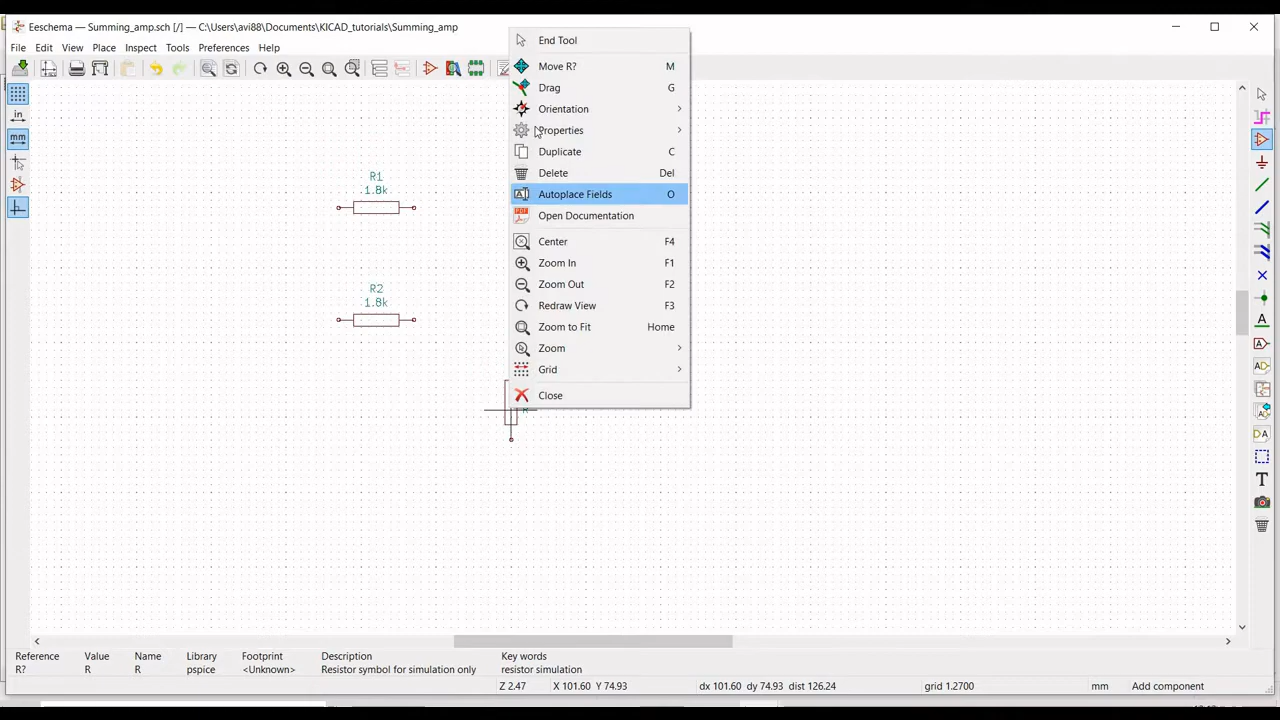 Eeschema — Summing_amp.sch [/] — C:\Users\avi88\Documents\KICAD_tutorials\Summing_amp
File Edit View Place Inspect Tools Preferences Help
End Tool
Move R? M
Drag G
Orientation
Properties
Duplicate C
Delete Del
Autoplace Fields O
Open Documentation
Center F4
Zoom In F1
Zoom Out F2
Redraw View F3
Zoom to Fit Home
Zoom
Grid
Close
in
mm
R1
1.8k
R2
1.8k
R
Reference Value Name Library Footprint Description Key words
R? R R pspice <Unknown> Resistor symbol for simulation only resistor simulation
Z 2.47 X 101.60 Y 74.93 dx 101.60 dy 74.93 dist 126.24 grid 1.2700 mm Add component